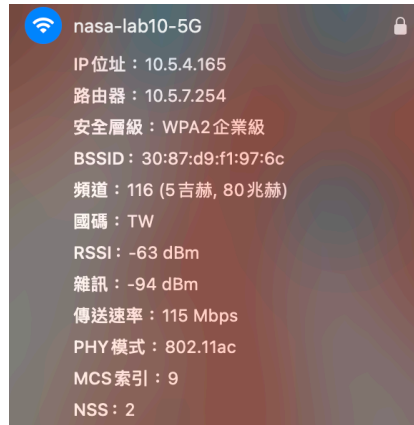 nasa-lab10-5G
IP位址：10.5.4.165
路由器：10.5.7.254
安全層級：WPA2企業級
BSSID：30:87:d9:f1:97:6c
頻道：116 (5吉赫, 80兆赫)
國碼：TW
RSSI：-63 dBm
雜訊：-94 dBm
傳送速率：115 Mbps
PHY模式：802.11ac
MCS索引：9
NSS：2